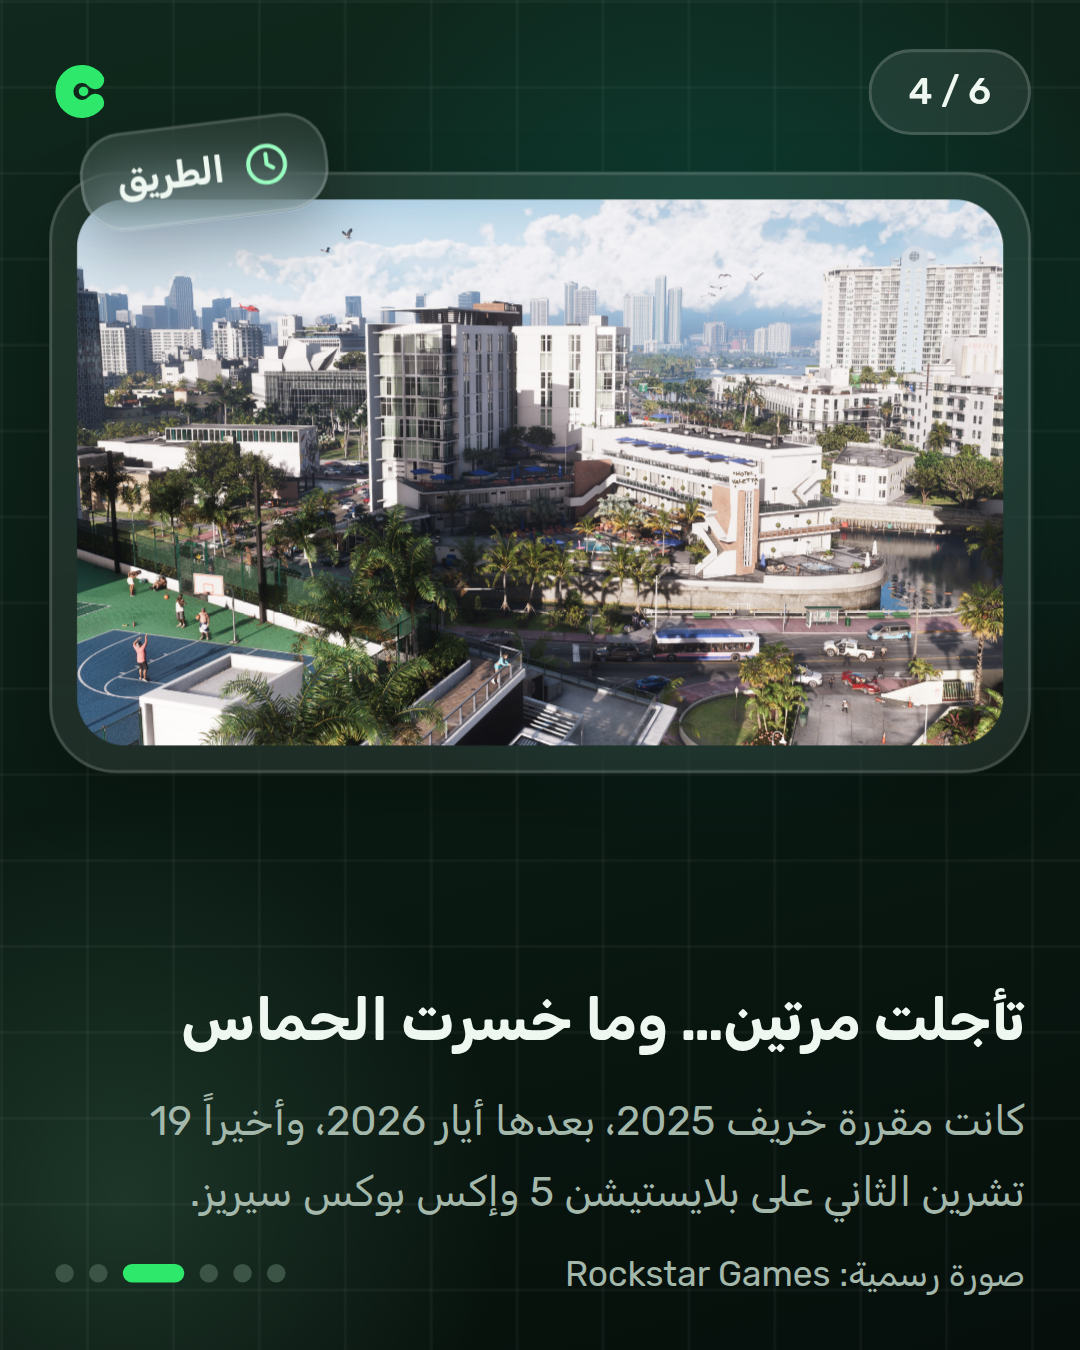 4 / 6
الطريق
HOTEL
تأجلت مرتين... وما خسرت الحماس
كانت مقررة خريف 2025، بعدها أيار 2026، وأخيراً 19
تشرين الثاني على بلايستيشن 5 وإكس بوكس سيريز.
صورة رسمية: Rockstar Games